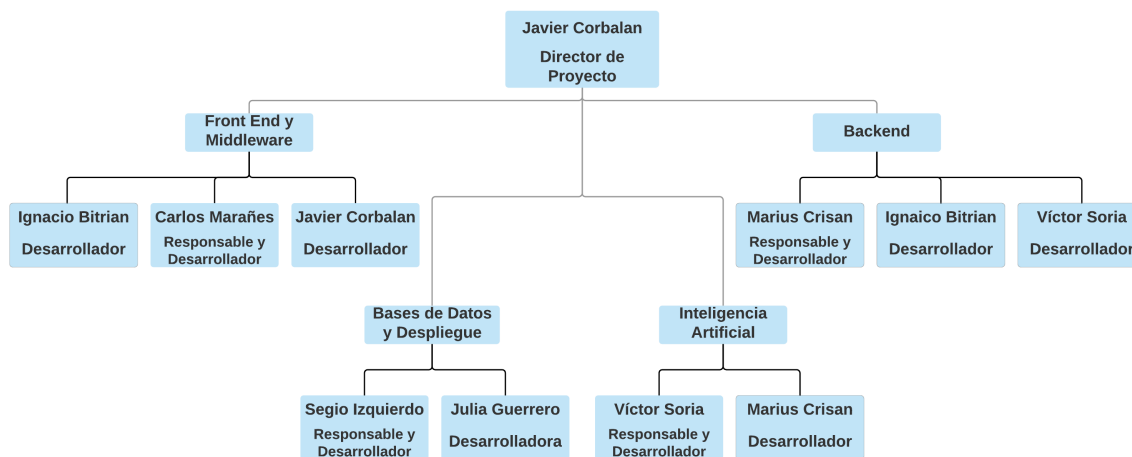 Javier Corbalan
Director de
Proyecto
Front End y
Middleware
Backend
Ignacio Bitrian
Desarrollador
Carlos Marañes
Responsable y
Desarrollador
Javier Corbalan
Desarrollador
Marius Crisan
Responsable y
Desarrollador
Ignaico Bitrian
Desarrollador
Víctor Soria
Desarrollador
Bases de Datos
y Despliegue
Inteligencia
Artificial
Segio Izquierdo
Responsable y
Desarrollador
Julia Guerrero
Desarrolladora
Víctor Soria
Responsable y
Desarrollador
Marius Crisan
Desarrollador